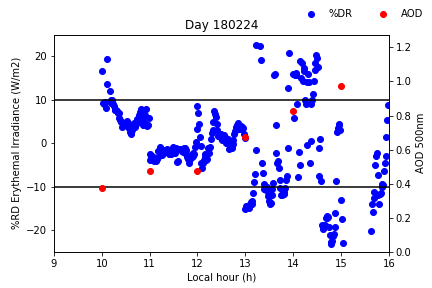 %DR AOD
Day 180224
%RD Erythemal Irradiance (W/m2)
20
10
0
−10
−20
1.2
1.0
0.8
0.6
0.4
0.2
0.0
AOD 500nm
9 10 11 12 13 14 15 16
Local hour (h)